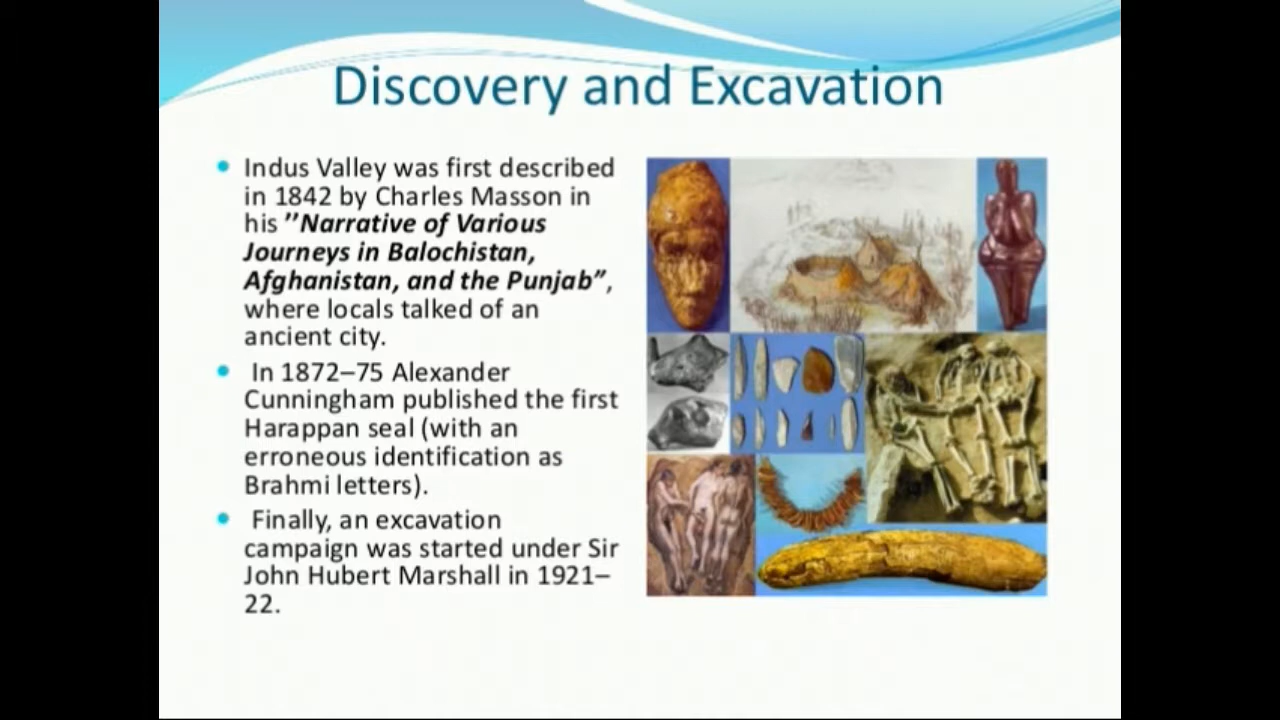 Discovery and Excavation
• Indus Valley was first described
in 1842 by Charles Masson in
his ’’Narrative of Various
Journeys in Balochistan,
Afghanistan, and the Punjab”,
where locals talked of an
ancient city.
• In 1872–75 Alexander
Cunningham published the first
Harappan seal (with an
erroneous identification as
Brahmi letters).
• Finally, an excavation
campaign was started under Sir
John Hubert Marshall in 1921–
22.